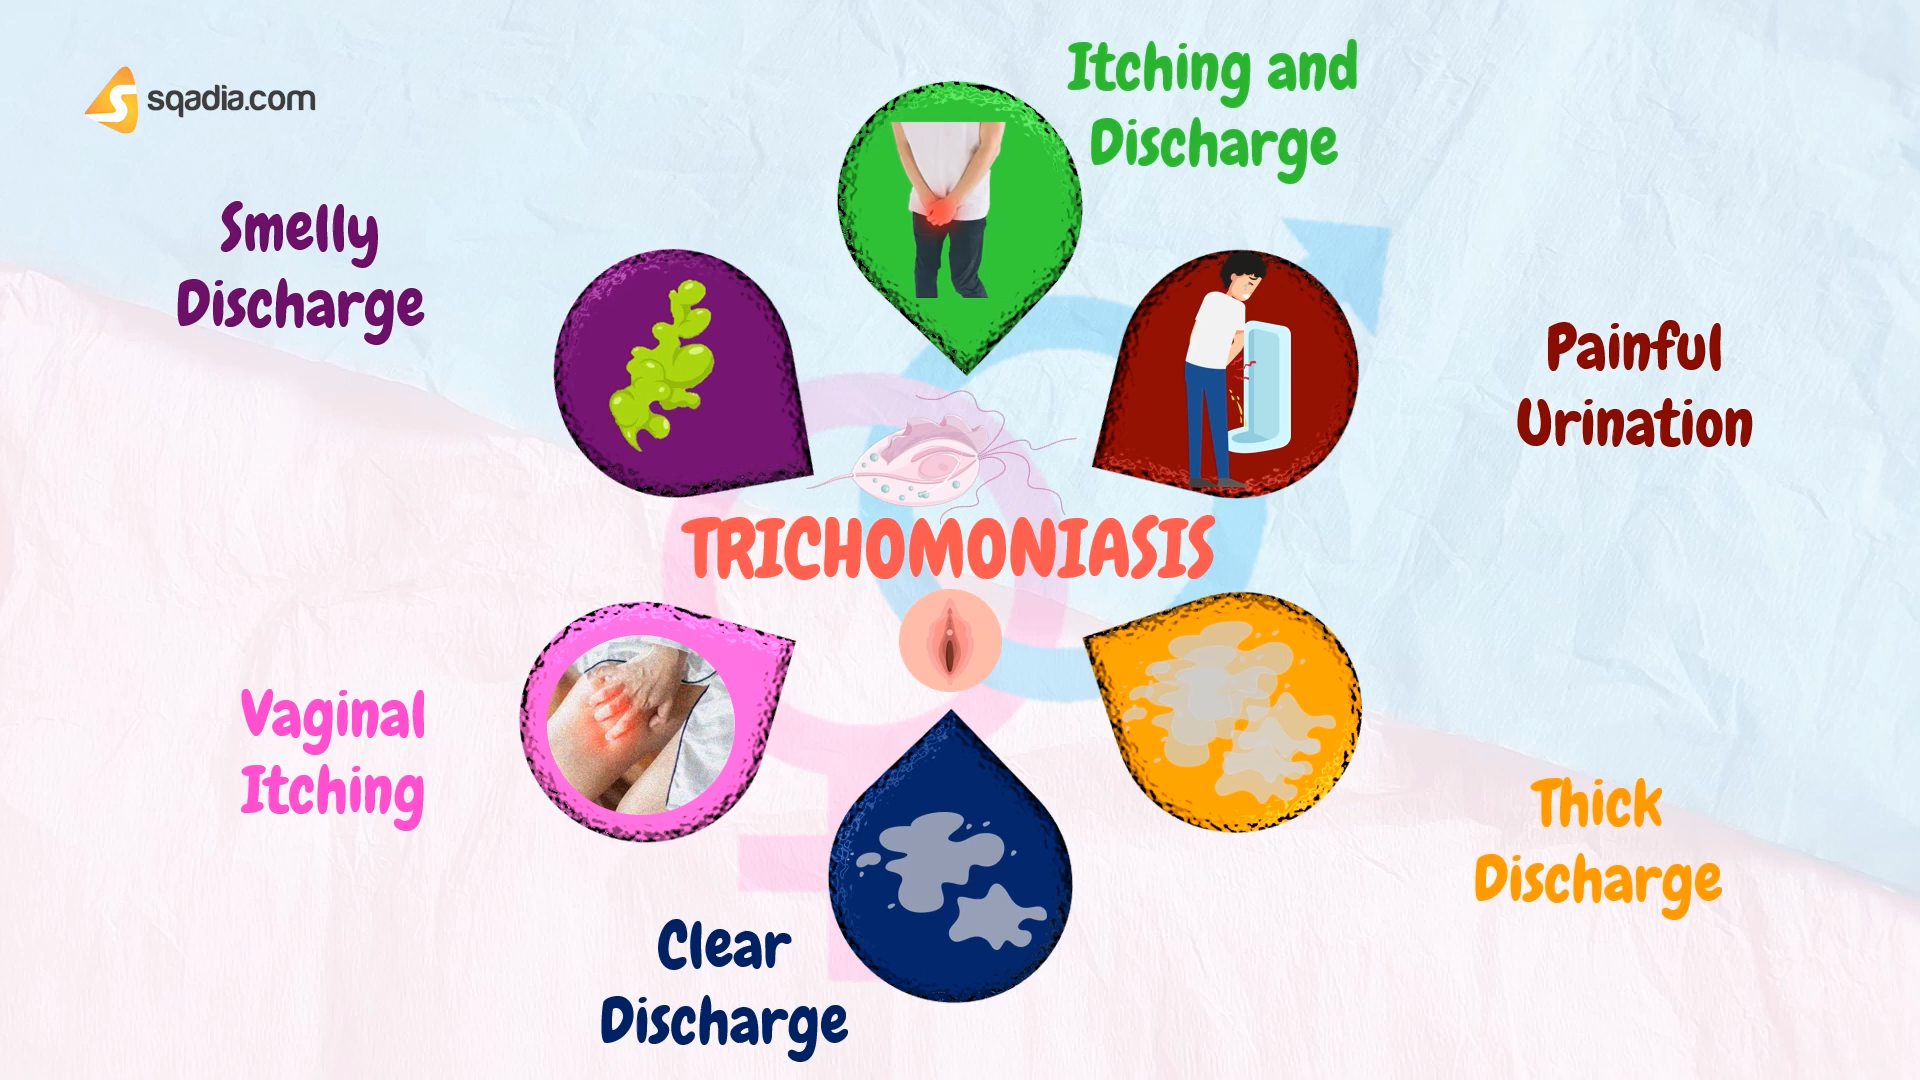 sqadia.com
Itching and
Discharge
Smelly
Discharge
Painful
Urination
TRICHOMONIASIS
Vaginal
Itching
Thick
Discharge
Clear
Discharge